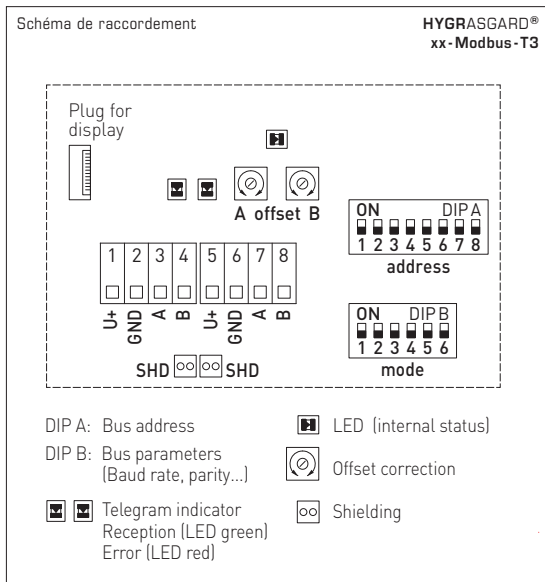 Schéma de raccordement
HYGRASGARD®
xx-Modbus-T3
Plug for
display
A offset B
ON DIP A
1 2 3 4 5 6 7 8
address
1 2 3 4 5 6 7 8
U+ GND A B U+ GND A B
ON DIP B
1 2 3 4 5 6
mode
SHD SHD
DIP A: Bus address
DIP B: Bus parameters
(Baud rate, parity...)
Telegram indicator
Reception (LED green)
Error (LED red)
LED (internal status)
Offset correction
Shielding